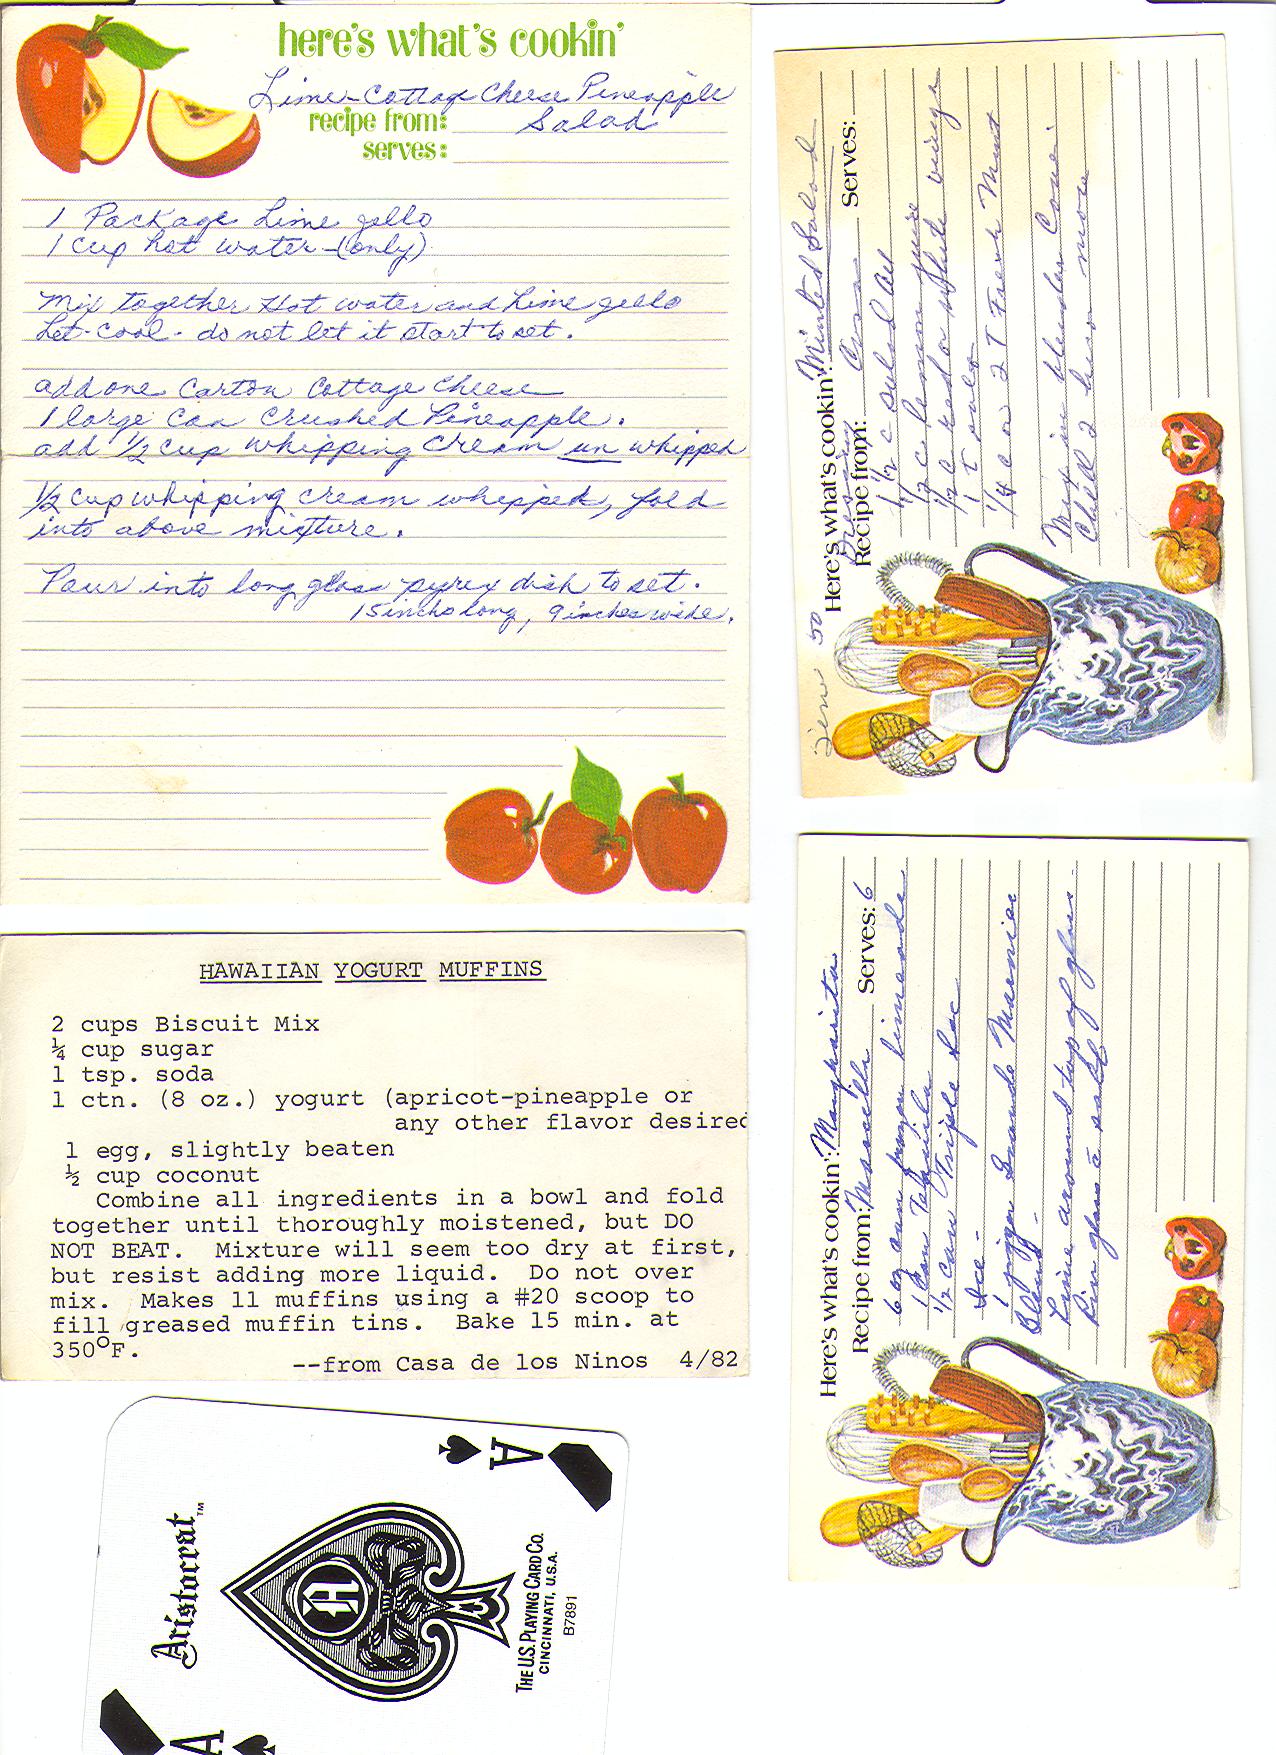 here's what's cookin'
Lime-Cottage Cheese Pineapple
recipe from: Salad
serves:
1 Package Lime jello
1 cup hot water-(only)
Mix together Hot water and Lime jello
Let-cool-do not let it start to set.
add one Carton Cottage Cheese
1 large Can Crushed Pineapple.
add 1/2 cup whipping Cream un whipped
1/2 cup whipping cream whipped, fold
into above mixture.
Pour into long glass pyrex dish to set.
15 inchs long, 9 inches wide.
HAWAIIAN YOGURT MUFFINS
2 cups Biscuit Mix
¼ cup sugar
1 tsp. soda
1 ctn. (8 oz.) yogurt (apricot-pineapple or
any other flavor desired
1 egg, slightly beaten
½ cup coconut
Combine all ingredients in a bowl and fold
together until thoroughly moistened, but DO
NOT BEAT. Mixture will seem too dry at first,
but resist adding more liquid. Do not over
mix. Makes 11 muffins using a #20 scoop to
fill greased muffin tins. Bake 15 min. at
350°F.
--from Casa de los Ninos 4/82
Aristocrat™
A
A
THE U.S. PLAYING CARD CO.
CINCINNATI, U.S.A.
B7891
50
Here's what's cookin': Minted Salad
Dressing
Recipe from: Serves:
1 1/2 c salad oil
1/2 c lemon juice
1/2 c red or white vinegar
1 T salt
1/4 c or 2 T Fresh Mint
Mix in blender Cover
Chill 2 hrs or more
Here's what's cookin': Margarita
Recipe from: Serves: 6
6 oz can frozen limeade
1 can Tequila
1/2 can Triple Sec
Ice-
1 jigger Grande Marnier
Blend-
Lime around top of glass-
Rim glass c̄ salt